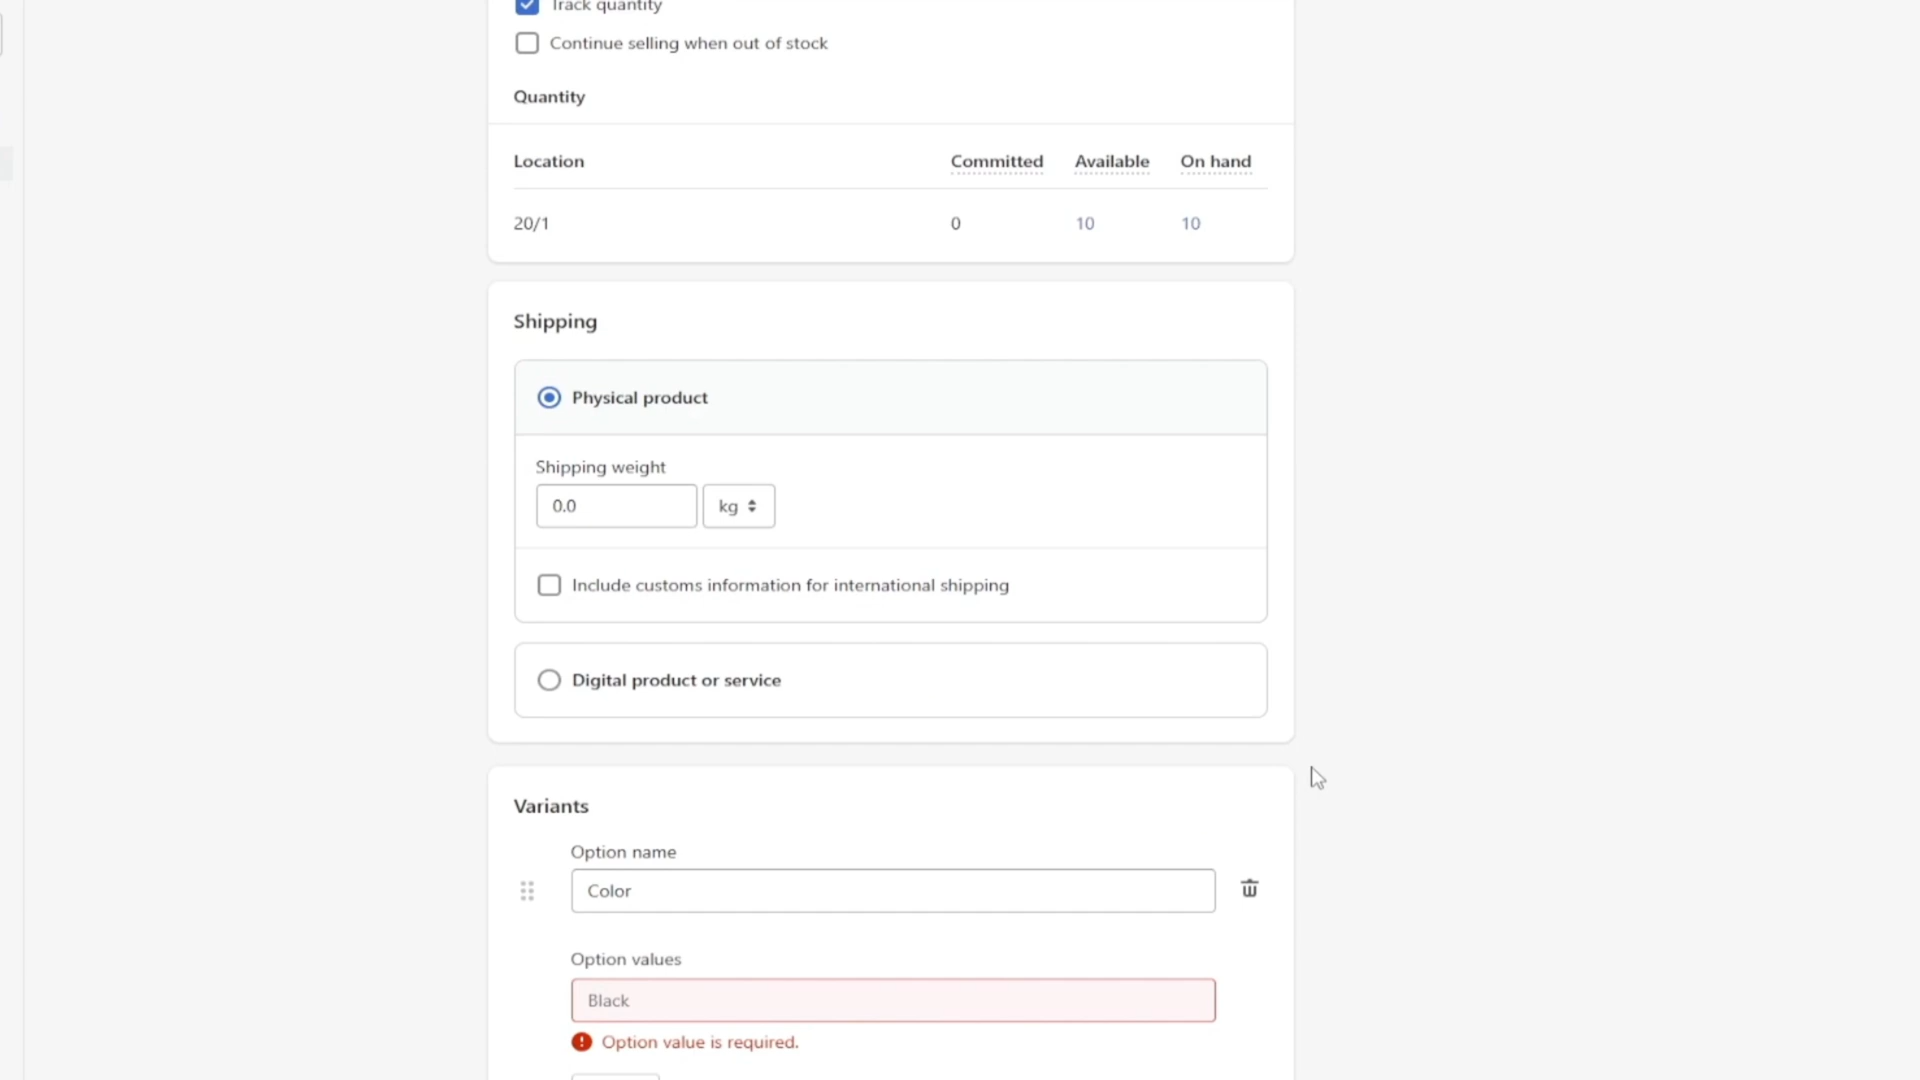 Track quantity
Continue selling when out of stock
Quantity
Location Committed Available On hand
20/1 0 10 10
Shipping
Physical product
Shipping weight
0.0 kg
Include customs information for international shipping
Digital product or service
Variants
Option name
Color
Option values
Black
Option value is required.